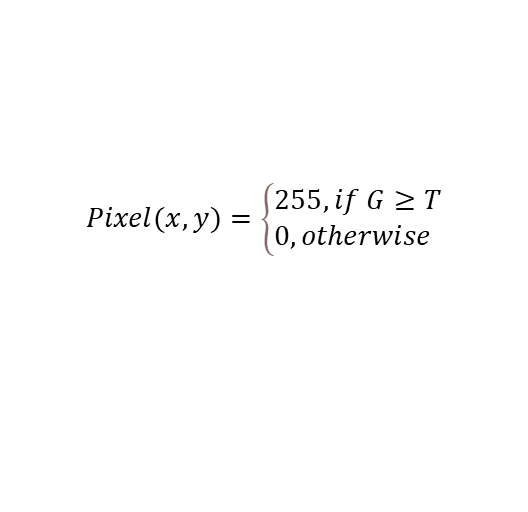 Pixel(x, y) = {255, if G ≥ T
0, otherwise